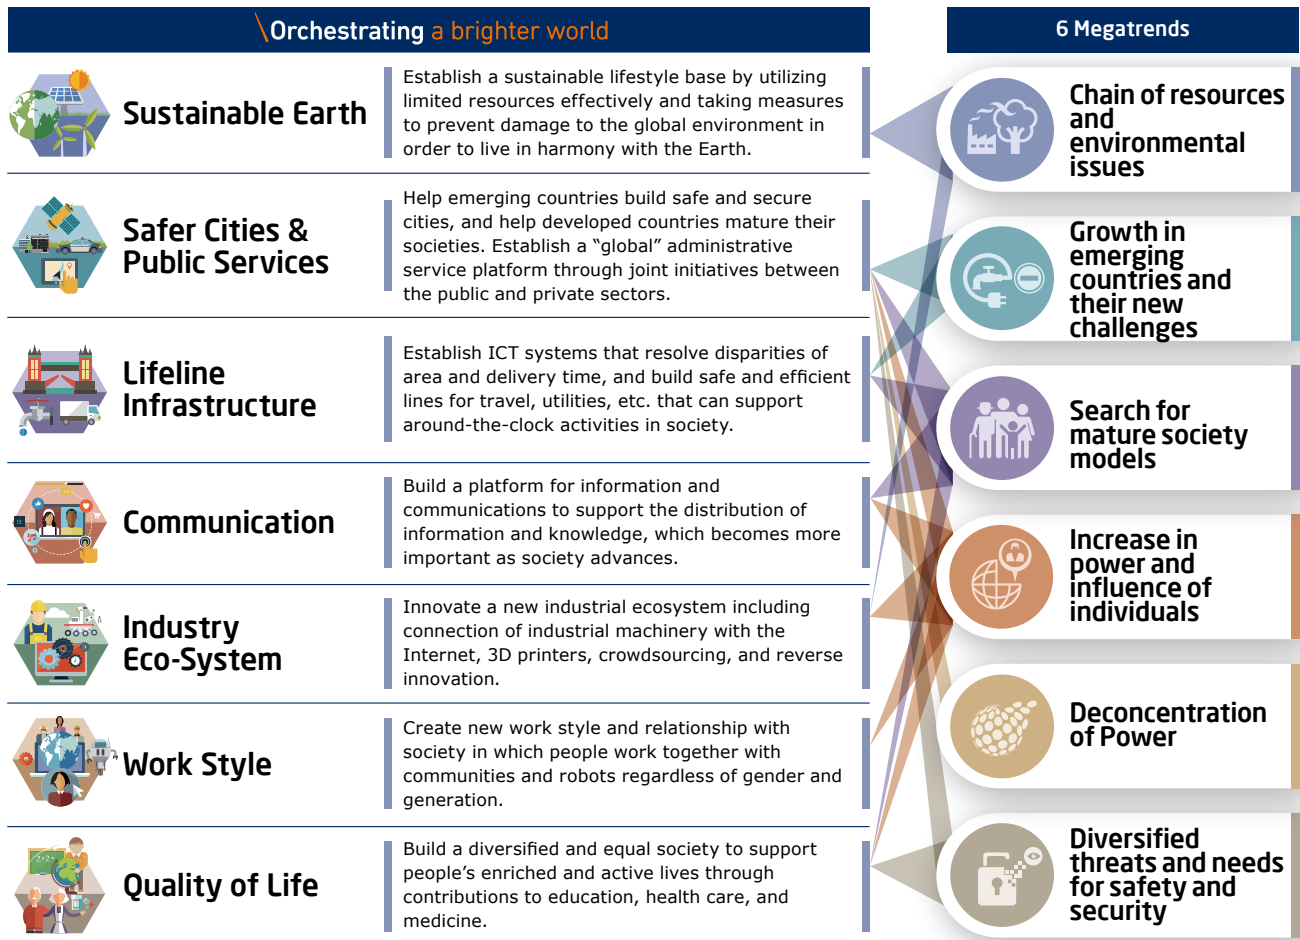 \Orchestrating a brighter world
Sustainable Earth
Establish a sustainable lifestyle base by utilizing
limited resources effectively and taking measures
to prevent damage to the global environment in
order to live in harmony with the Earth.
Safer Cities &
Public Services
Help emerging countries build safe and secure
cities, and help developed countries mature their
societies. Establish a “global” administrative
service platform through joint initiatives between
the public and private sectors.
Lifeline
Infrastructure
Establish ICT systems that resolve disparities of
area and delivery time, and build safe and efficient
lines for travel, utilities, etc. that can support
around-the-clock activities in society.
Communication
Build a platform for information and
communications to support the distribution of
information and knowledge, which becomes more
important as society advances.
Industry
Eco-System
Innovate a new industrial ecosystem including
connection of industrial machinery with the
Internet, 3D printers, crowdsourcing, and reverse
innovation.
Work Style
Create new work style and relationship with
society in which people work together with
communities and robots regardless of gender and
generation.
2+2=
Quality of Life
Build a diversified and equal society to support
people’s enriched and active lives through
contributions to education, health care, and
medicine.
6 Megatrends
Chain of resources
and
environmental
issues
Growth in
emerging
countries and
their new
challenges
Search for
mature society
models
Increase in
power and
influence of
individuals
Deconcentration
of Power
Diversified
threats and needs
for safety and
security